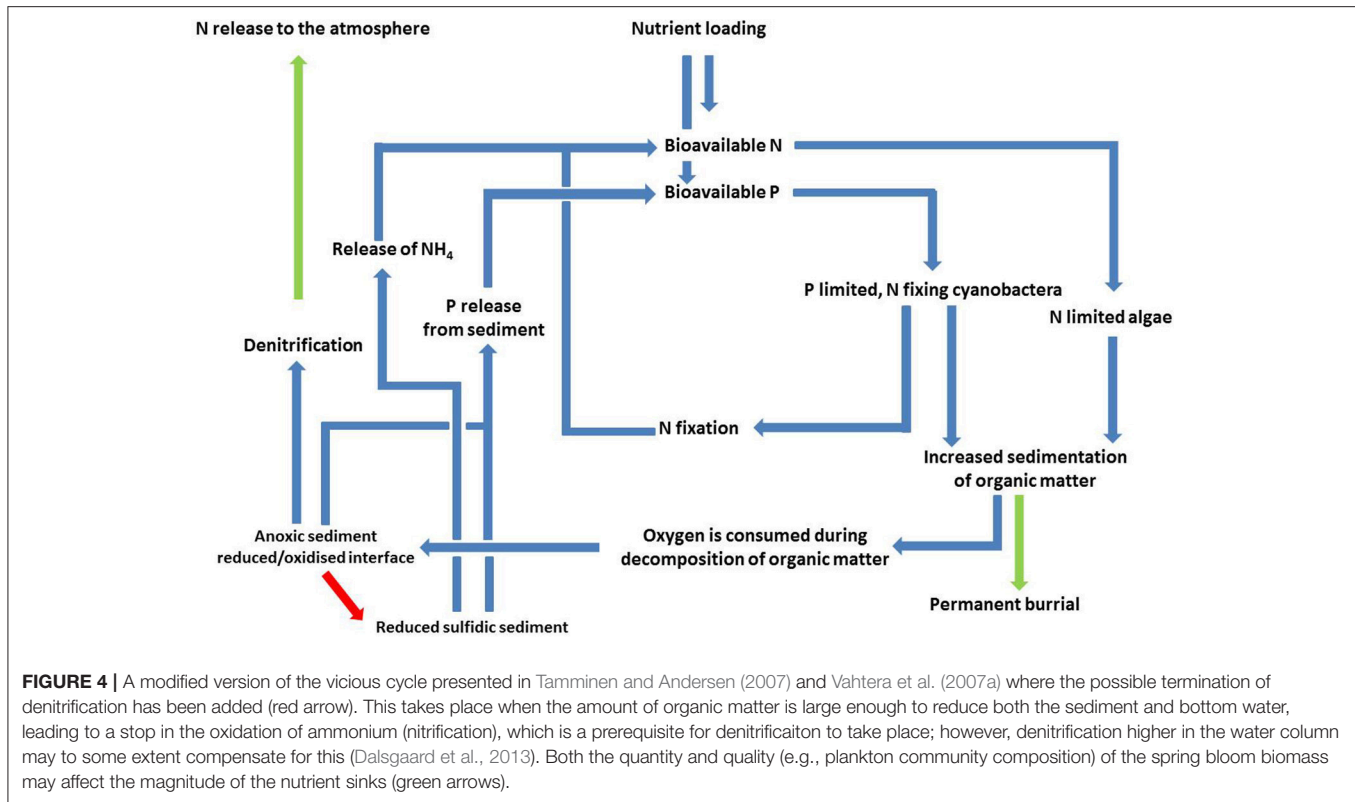 N release to the atmosphere
Nutrient loading
Bioavailable N
Bioavailable P
Release of NH₄
P release
from sediment
P limited, N fixing cyanobactera
N limited algae
Denitrification
N fixation
Increased sedimentation
of organic matter
Anoxic sediment
reduced/oxidised interface
Oxygen is consumed during
decomposition of organic matter
Permanent burrial
Reduced sulfidic sediment
FIGURE 4 | A modified version of the vicious cycle presented in Tamminen and Andersen (2007) and Vahtera et al. (2007a) where the possible termination of
denitrification has been added (red arrow). This takes place when the amount of organic matter is large enough to reduce both the sediment and bottom water,
leading to a stop in the oxidation of ammonium (nitrification), which is a prerequisite for denitrificaiton to take place; however, denitrification higher in the water column
may to some extent compensate for this (Dalsgaard et al., 2013). Both the quantity and quality (e.g., plankton community composition) of the spring bloom biomass
may affect the magnitude of the nutrient sinks (green arrows).